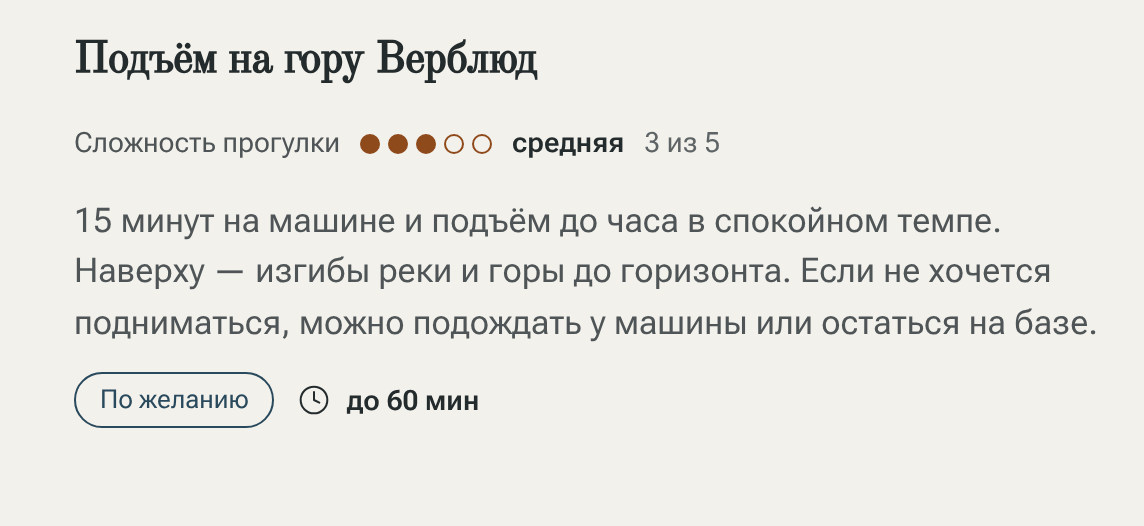 Подъём на гору Верблюд
Сложность прогулки средняя 3 из 5
15 минут на машине и подъём до часа в спокойном темпе.
Наверху — изгибы реки и горы до горизонта. Если не хочется
подниматься, можно подождать у машины или остаться на базе.
По желанию до 60 мин